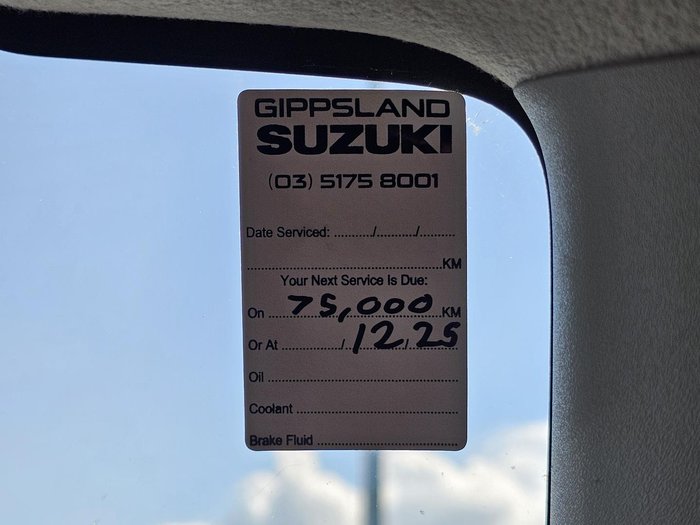 GIPPSLAND
SUZUKI
(03) 5175 8001
Date Serviced: ........../........../..........
..................................................KM
Your Next Service Is Due:
On 75,000 KM
Or At ............../12/25
Oil ..................................................
Coolant ............................................
Brake Fluid .......................................